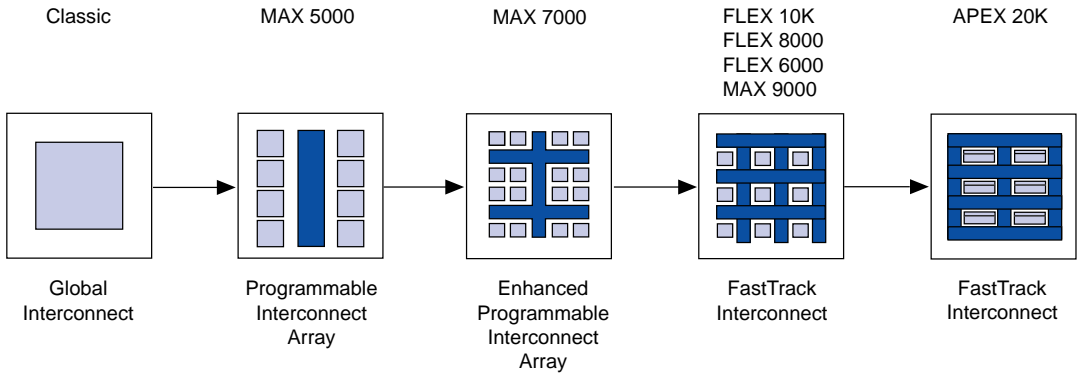 Classic
MAX 5000
MAX 7000
FLEX 10K
FLEX 8000
FLEX 6000
MAX 9000
APEX 20K
Global
Interconnect
Programmable
Interconnect
Array
Enhanced
Programmable
Interconnect
Array
FastTrack
Interconnect
FastTrack
Interconnect